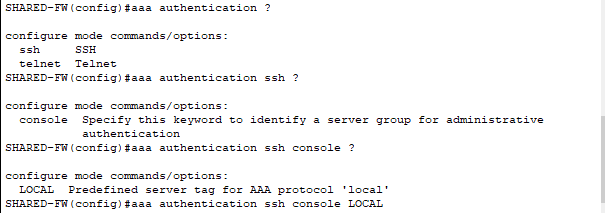 SHARED-FW(config)#aaa authentication ?
configure mode commands/options:
  ssh     SSH
  telnet  Telnet
SHARED-FW(config)#aaa authentication ssh ?
configure mode commands/options:
  console  Specify this keyword to identify a server group for administrative
           authentication
SHARED-FW(config)#aaa authentication ssh console ?
configure mode commands/options:
  LOCAL  Predefined server tag for AAA protocol 'local'
SHARED-FW(config)#aaa authentication ssh console LOCAL